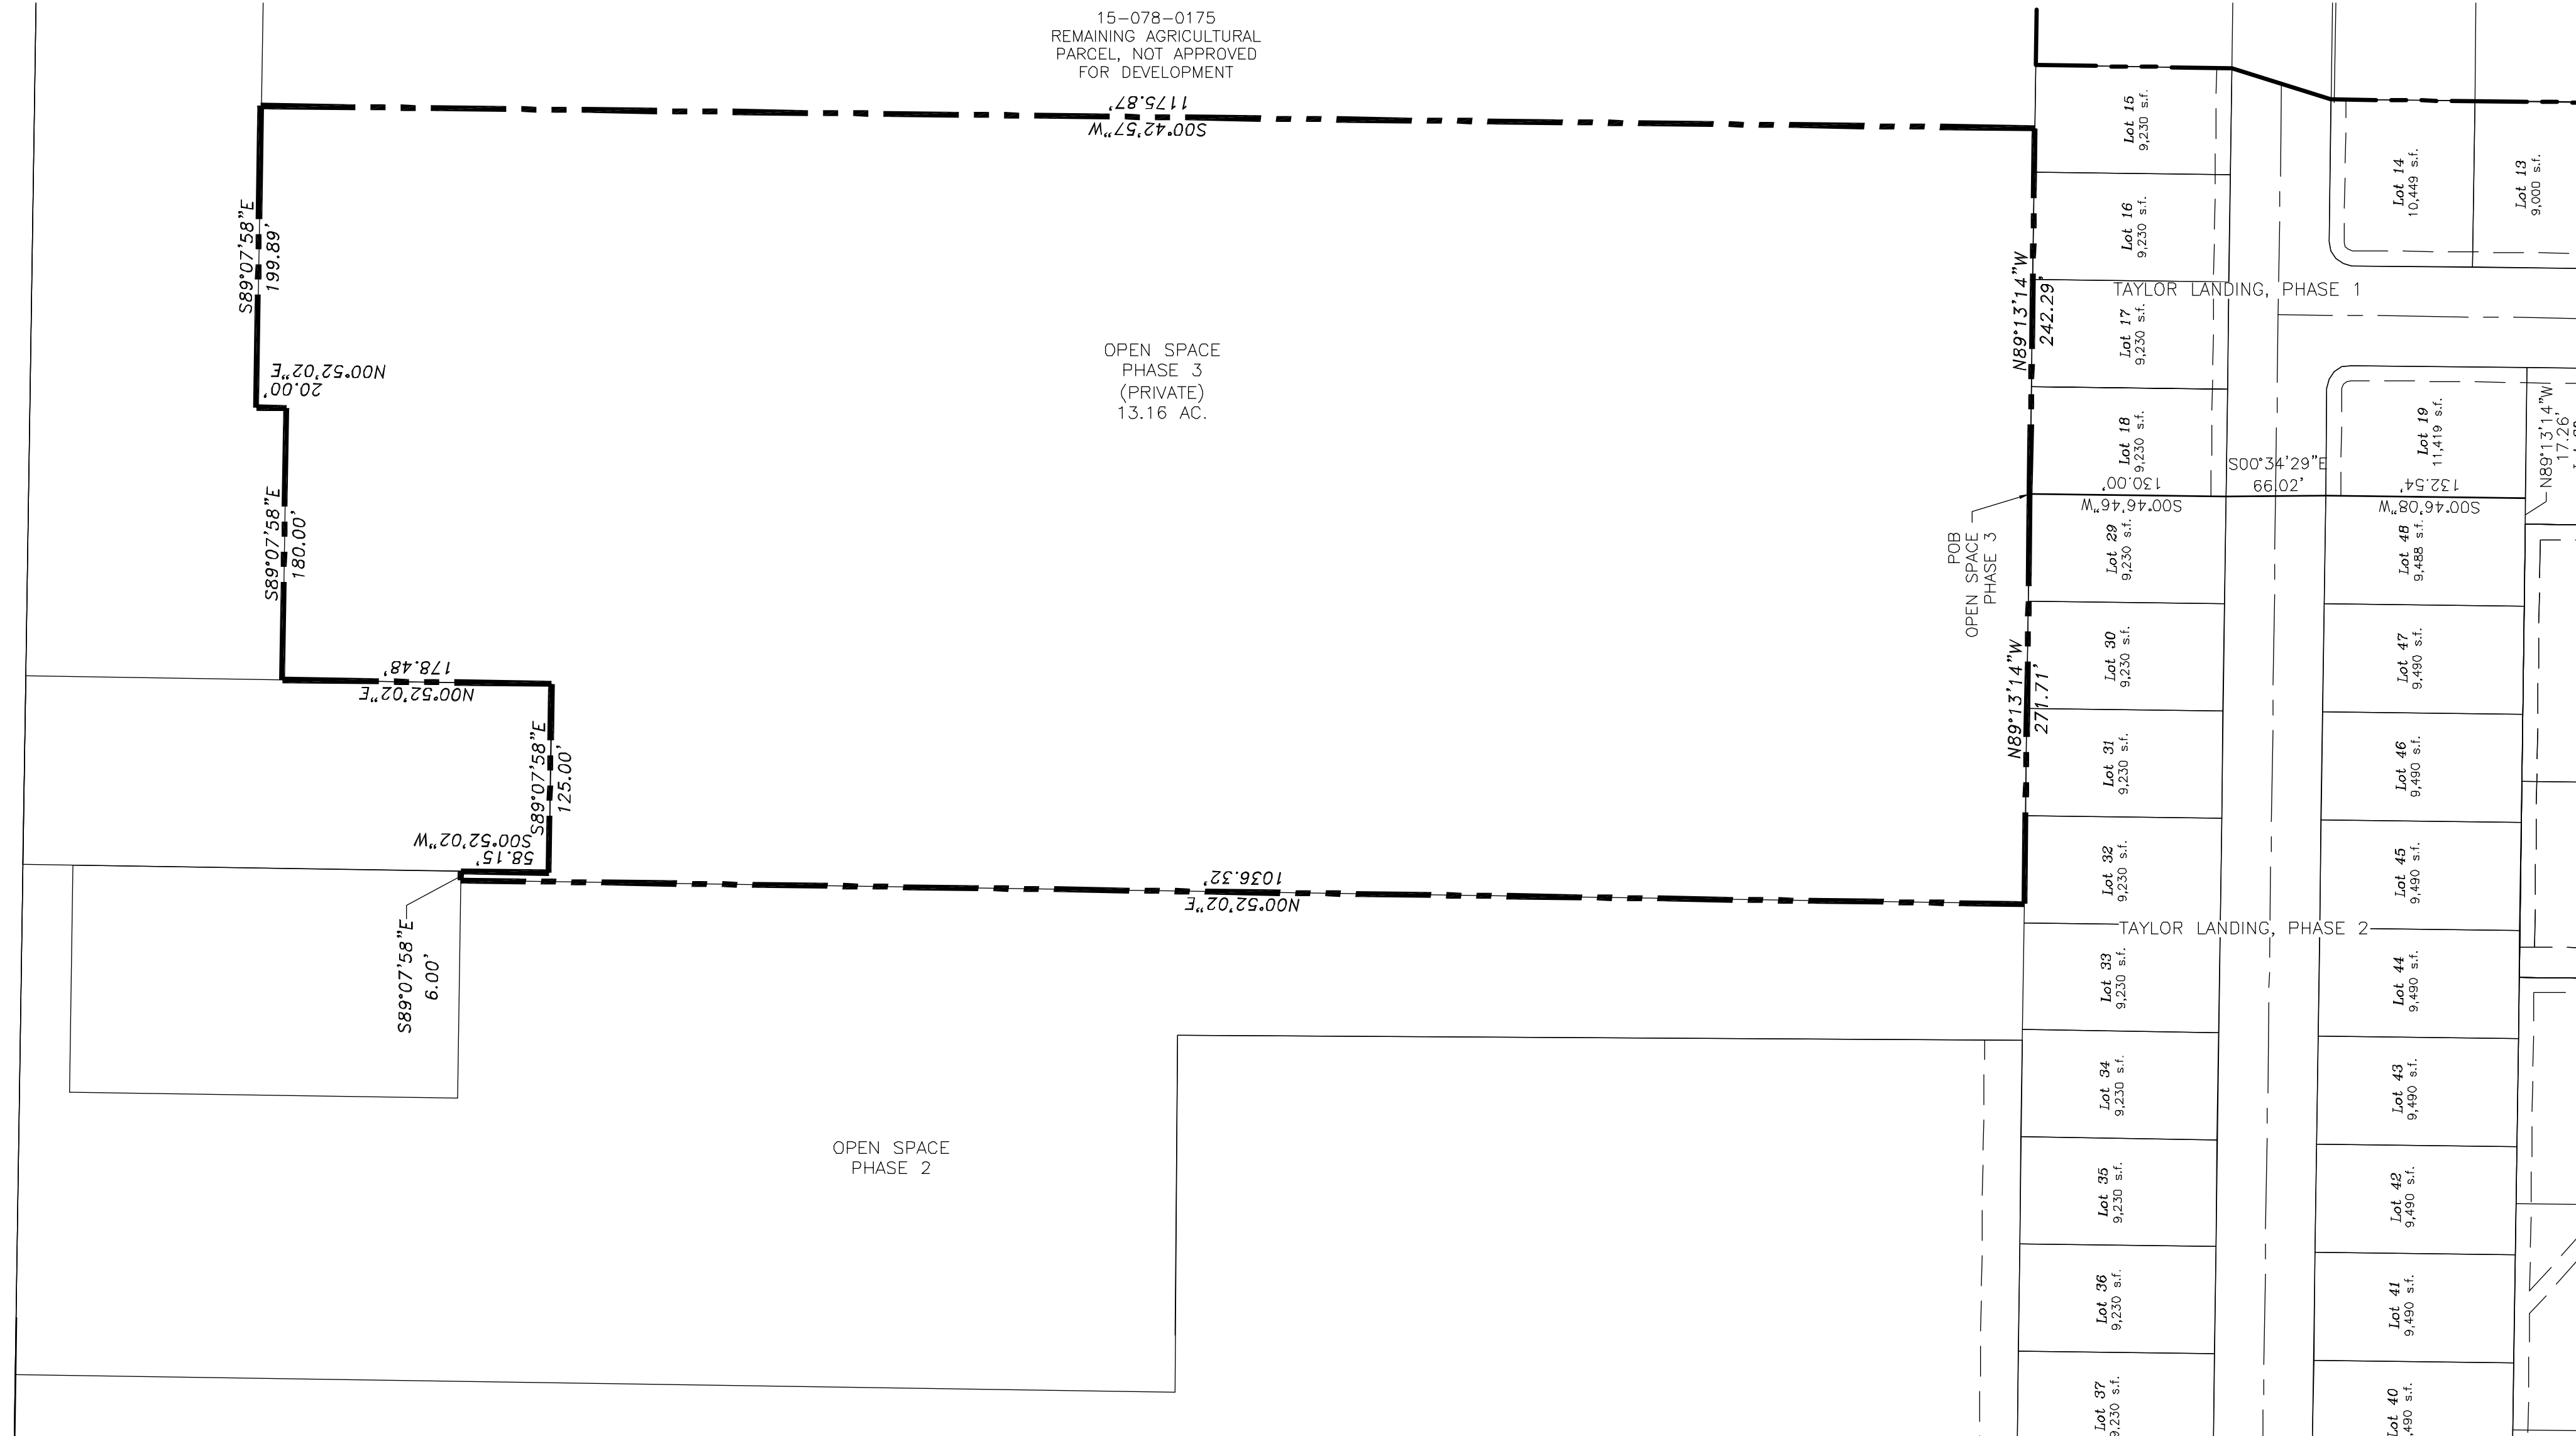 15-078-0175
REMAINING AGRICULTURAL
PARCEL, NOT APPROVED
FOR DEVELOPMENT
1175.87'
S00°42'57"W
S89°07'58"E
199.89'
N00°52'02"E
20.00'
S89°07'58"E
180.00'
178.48'
N00°52'02"E
S89°07'58"E
125.00'
S00°52'02"W
58.15'
S89°07'58"E
6.00'
1036.32'
N00°52'02"E
OPEN SPACE
PHASE 3
(PRIVATE)
13.16 AC.
OPEN SPACE
PHASE 2
N89°13'14"W
242.29'
POB
OPEN SPACE
PHASE 3
N89°13'14"W
271.71'
Lot 15
9,230 s.f.
Lot 16
9,230 s.f.
TAYLOR LANDING, PHASE 1
Lot 17
9,230 s.f.
Lot 18
9,230 s.f.
130.00'
S00°46'46"W
S00°34'29"E
66.02'
132.54'
S00°46'08"W
Lot 14
10,449 s.f.
Lot 13
9,000 s.f.
Lot 19
11,419 s.f.
N89°13'14"W
17.26'
Lot 29
9,230 s.f.
Lot 30
9,230 s.f.
Lot 31
9,230 s.f.
Lot 32
9,230 s.f.
TAYLOR LANDING, PHASE 2
Lot 33
9,230 s.f.
Lot 34
9,230 s.f.
Lot 35
9,230 s.f.
Lot 36
9,230 s.f.
Lot 37
9,230 s.f.
Lot 48
9,488 s.f.
Lot 47
9,490 s.f.
Lot 46
9,490 s.f.
Lot 45
9,490 s.f.
Lot 44
9,490 s.f.
Lot 43
9,490 s.f.
Lot 42
9,490 s.f.
Lot 41
9,490 s.f.
Lot 40
,490 s.f.